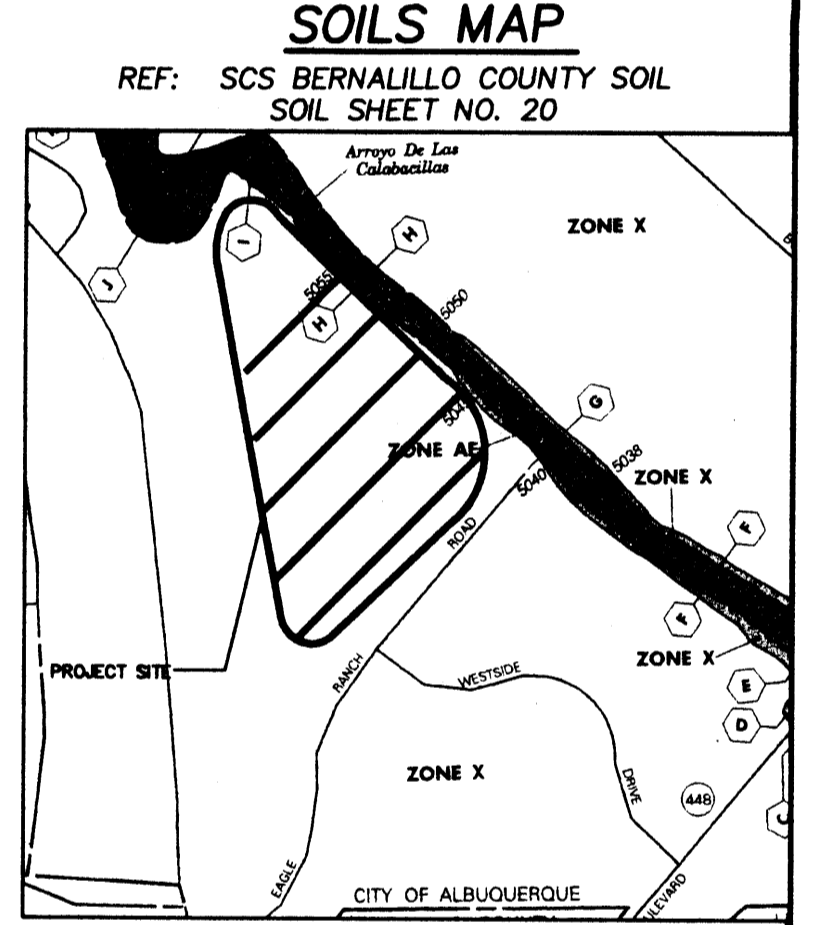 SOILS MAP
REF: SCS BERNALILLO COUNTY SOIL
SOIL SHEET NO. 20
Arroyo De Las
Calabacillas
ZONE X
H
I
J
5055
H
5050
G
ZONE AE
5038
5040
ZONE X
ROAD
F
F
PROJECT SITE
RANCH
WESTSIDE
ZONE X
E
D
ZONE X
DRIVE
448
C
EAGLE
CITY OF ALBUQUERQUE